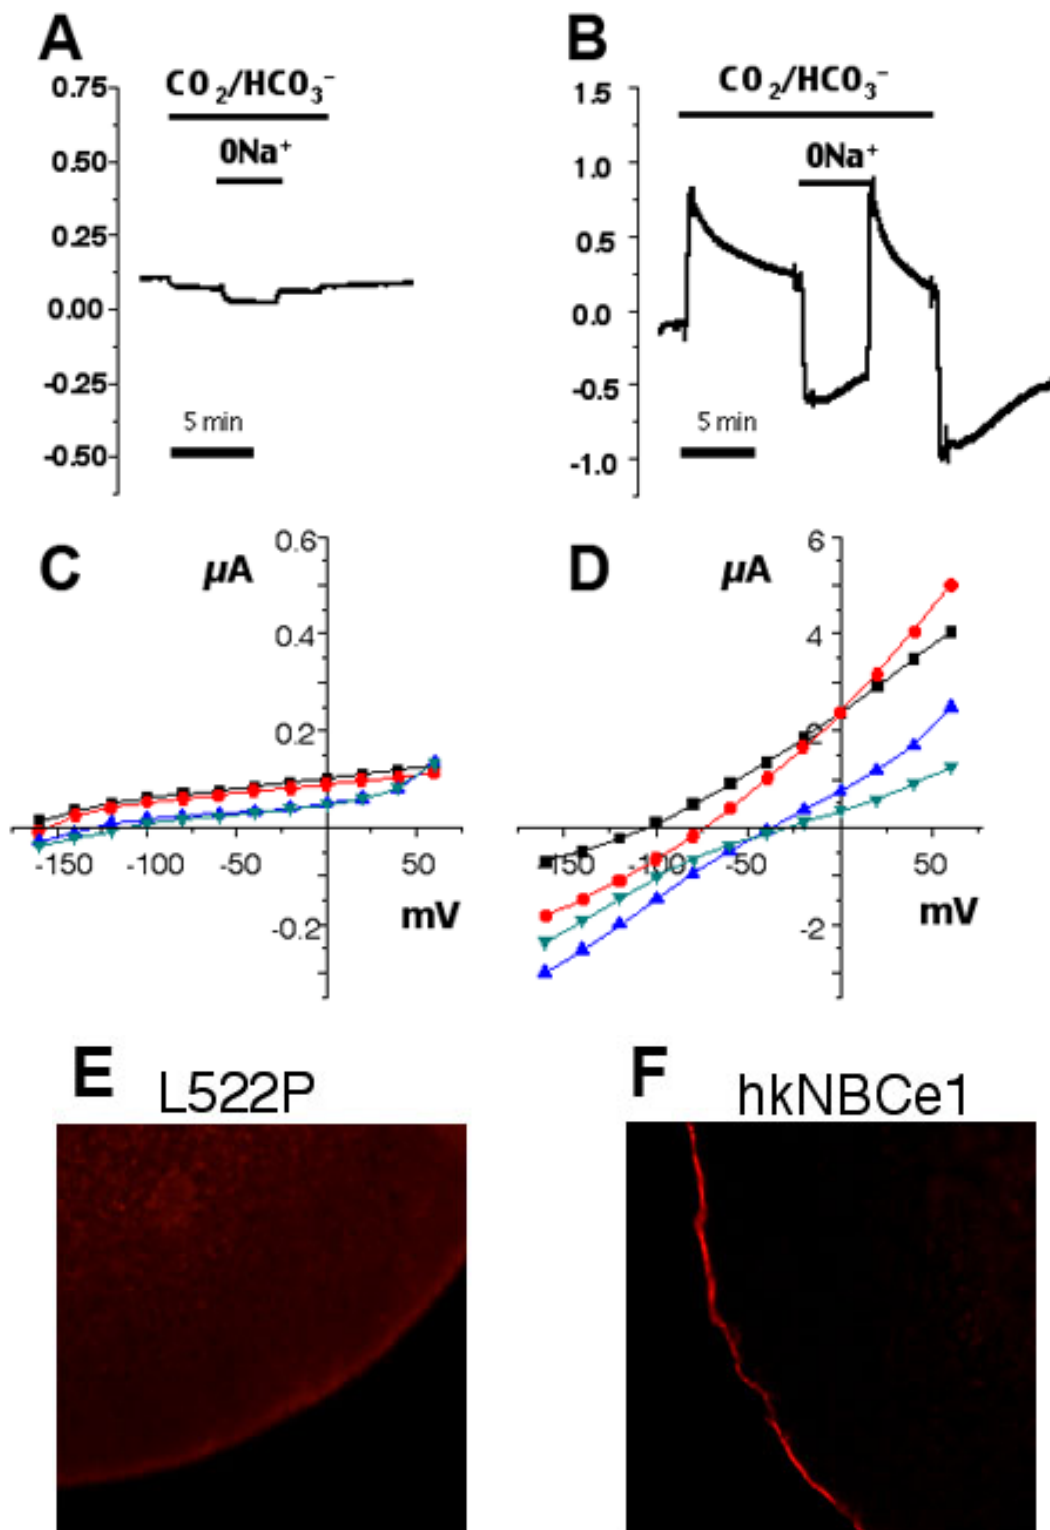 A
CO₂/HCO₃⁻
0Na⁺
0.75
0.50
0.25
0.00
-0.25
-0.50
5 min
B
CO₂/HCO₃⁻
0Na⁺
1.5
1.0
0.5
0.0
-0.5
-1.0
5 min
C
µA
0.6
0.4
0.2
-0.2
-150
-100
-50
50
mV
D
µA
6
4
2
-2
-150
-100
-50
50
mV
E
L522P
F
hkNBCe1